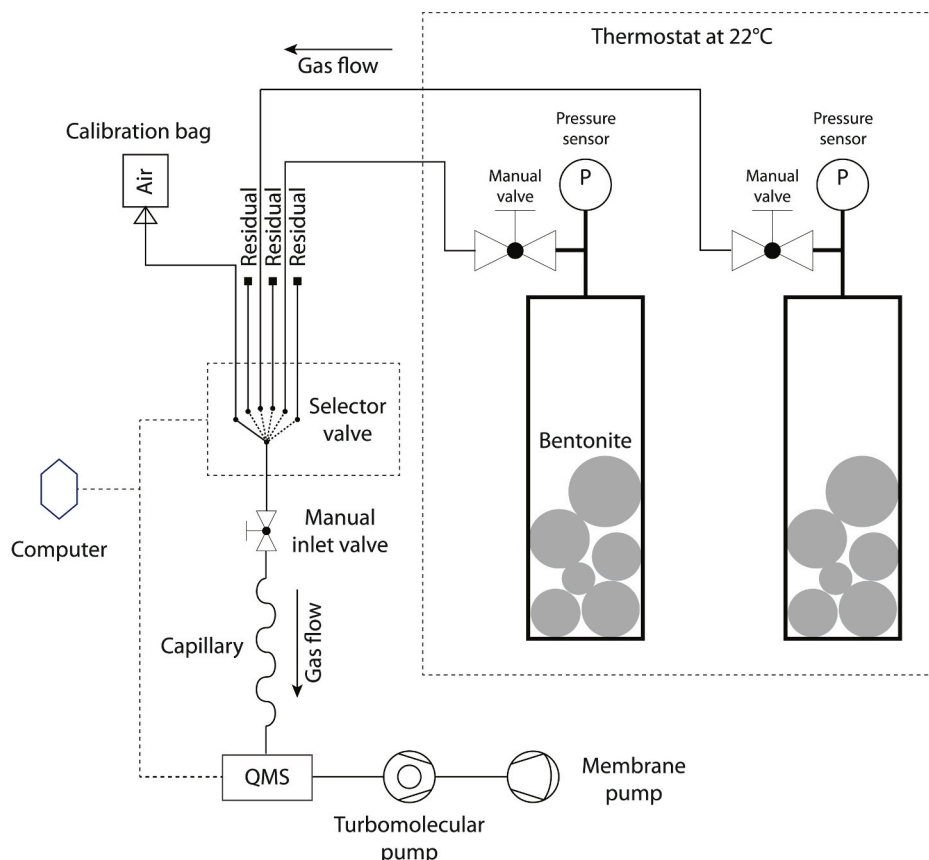 Thermostat at 22°C
Gas flow
Pressure
sensor
Pressure
sensor
Calibration bag
Air
P
P
Manual
valve
Manual
valve
Residual
Residual
Residual
Selector
valve
Bentonite
Manual
inlet valve
Computer
Capillary
Gas flow
QMS
Membrane
pump
Turbomolecular
pump